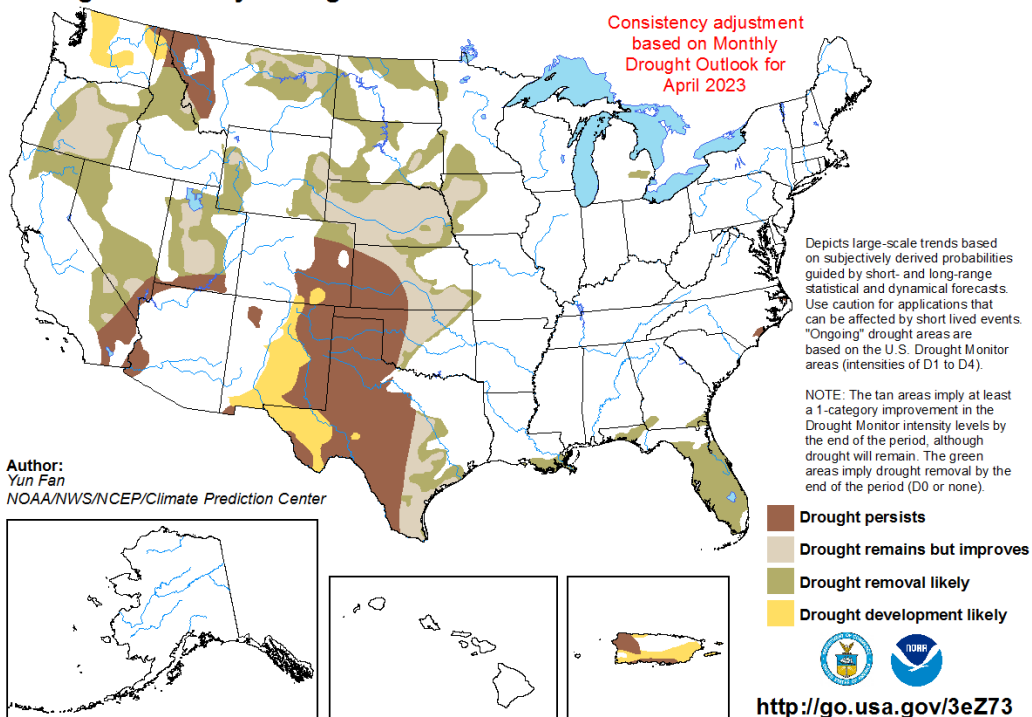 Consistency adjustment
based on Monthly
Drought Outlook for
April 2023
Depicts large-scale trends based
on subjectively derived probabilities
guided by short- and long-range
statistical and dynamical forecasts.
Use caution for applications that
can be affected by short lived events.
"Ongoing" drought areas are
based on the U.S. Drought Monitor
areas (intensities of D1 to D4).
NOTE: The tan areas imply at least
a 1-category improvement in the
Drought Monitor intensity levels by
the end of the period, although
drought will remain. The green
areas imply drought removal by the
end of the period (D0 or none).
Author:
Yun Fan
NOAA/NWS/NCEP/Climate Prediction Center
Drought persists
Drought remains but improves
Drought removal likely
Drought development likely
NOAA
http://go.usa.gov/3eZ73